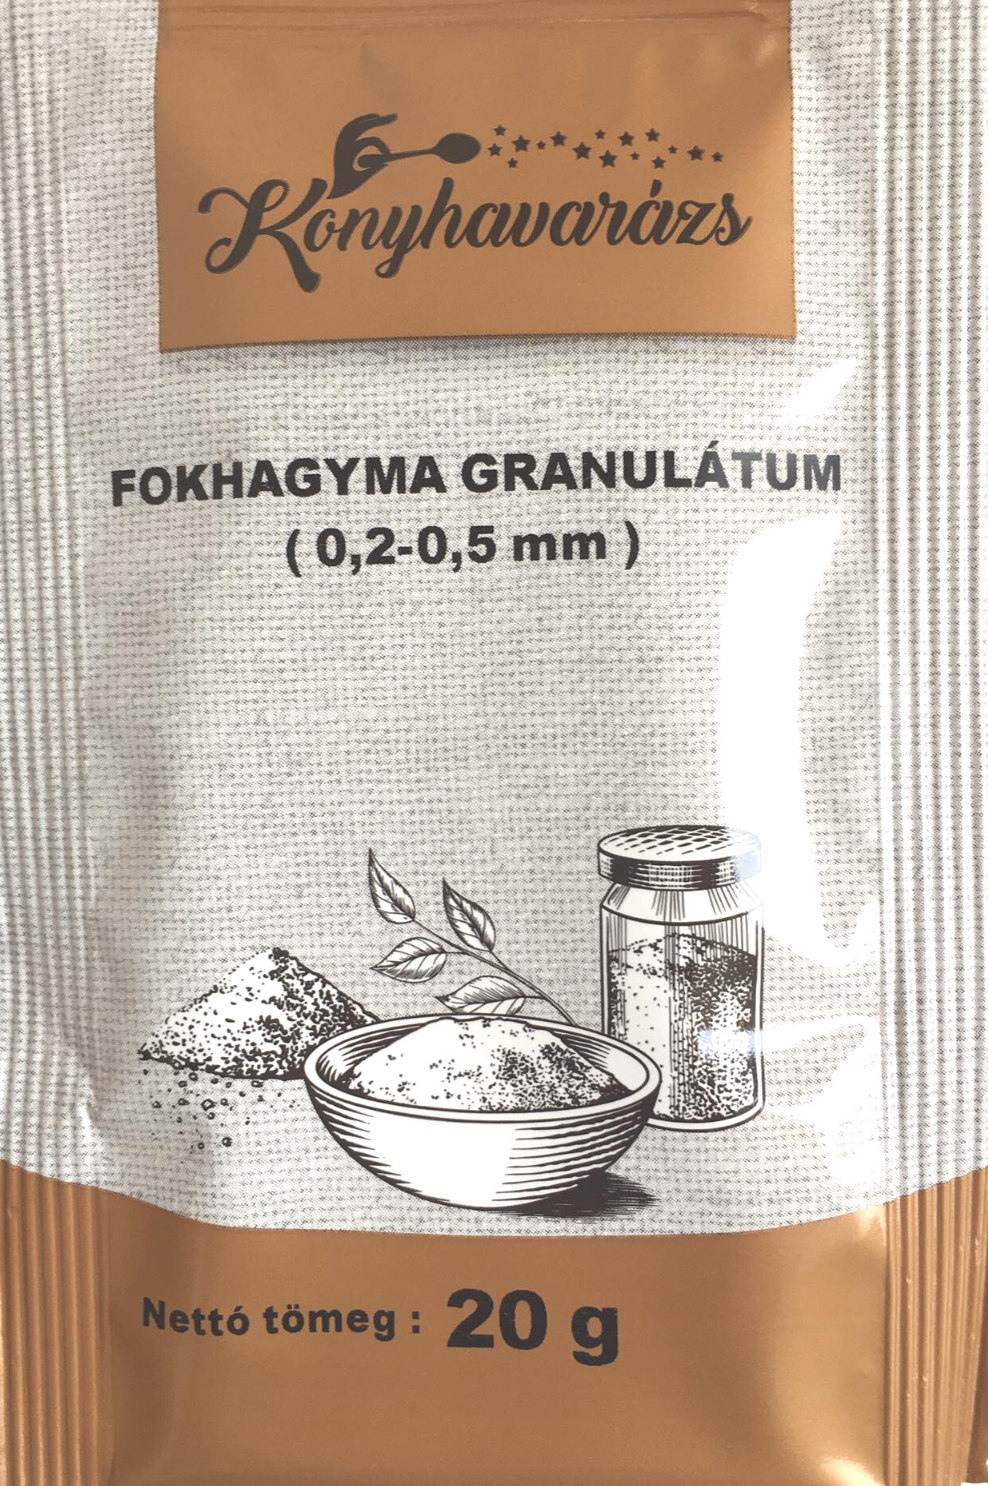 Konyhavarázs
FOKHAGYMA GRANULÁTUM
( 0,2-0,5 mm )
Nettó tömeg : 20 g